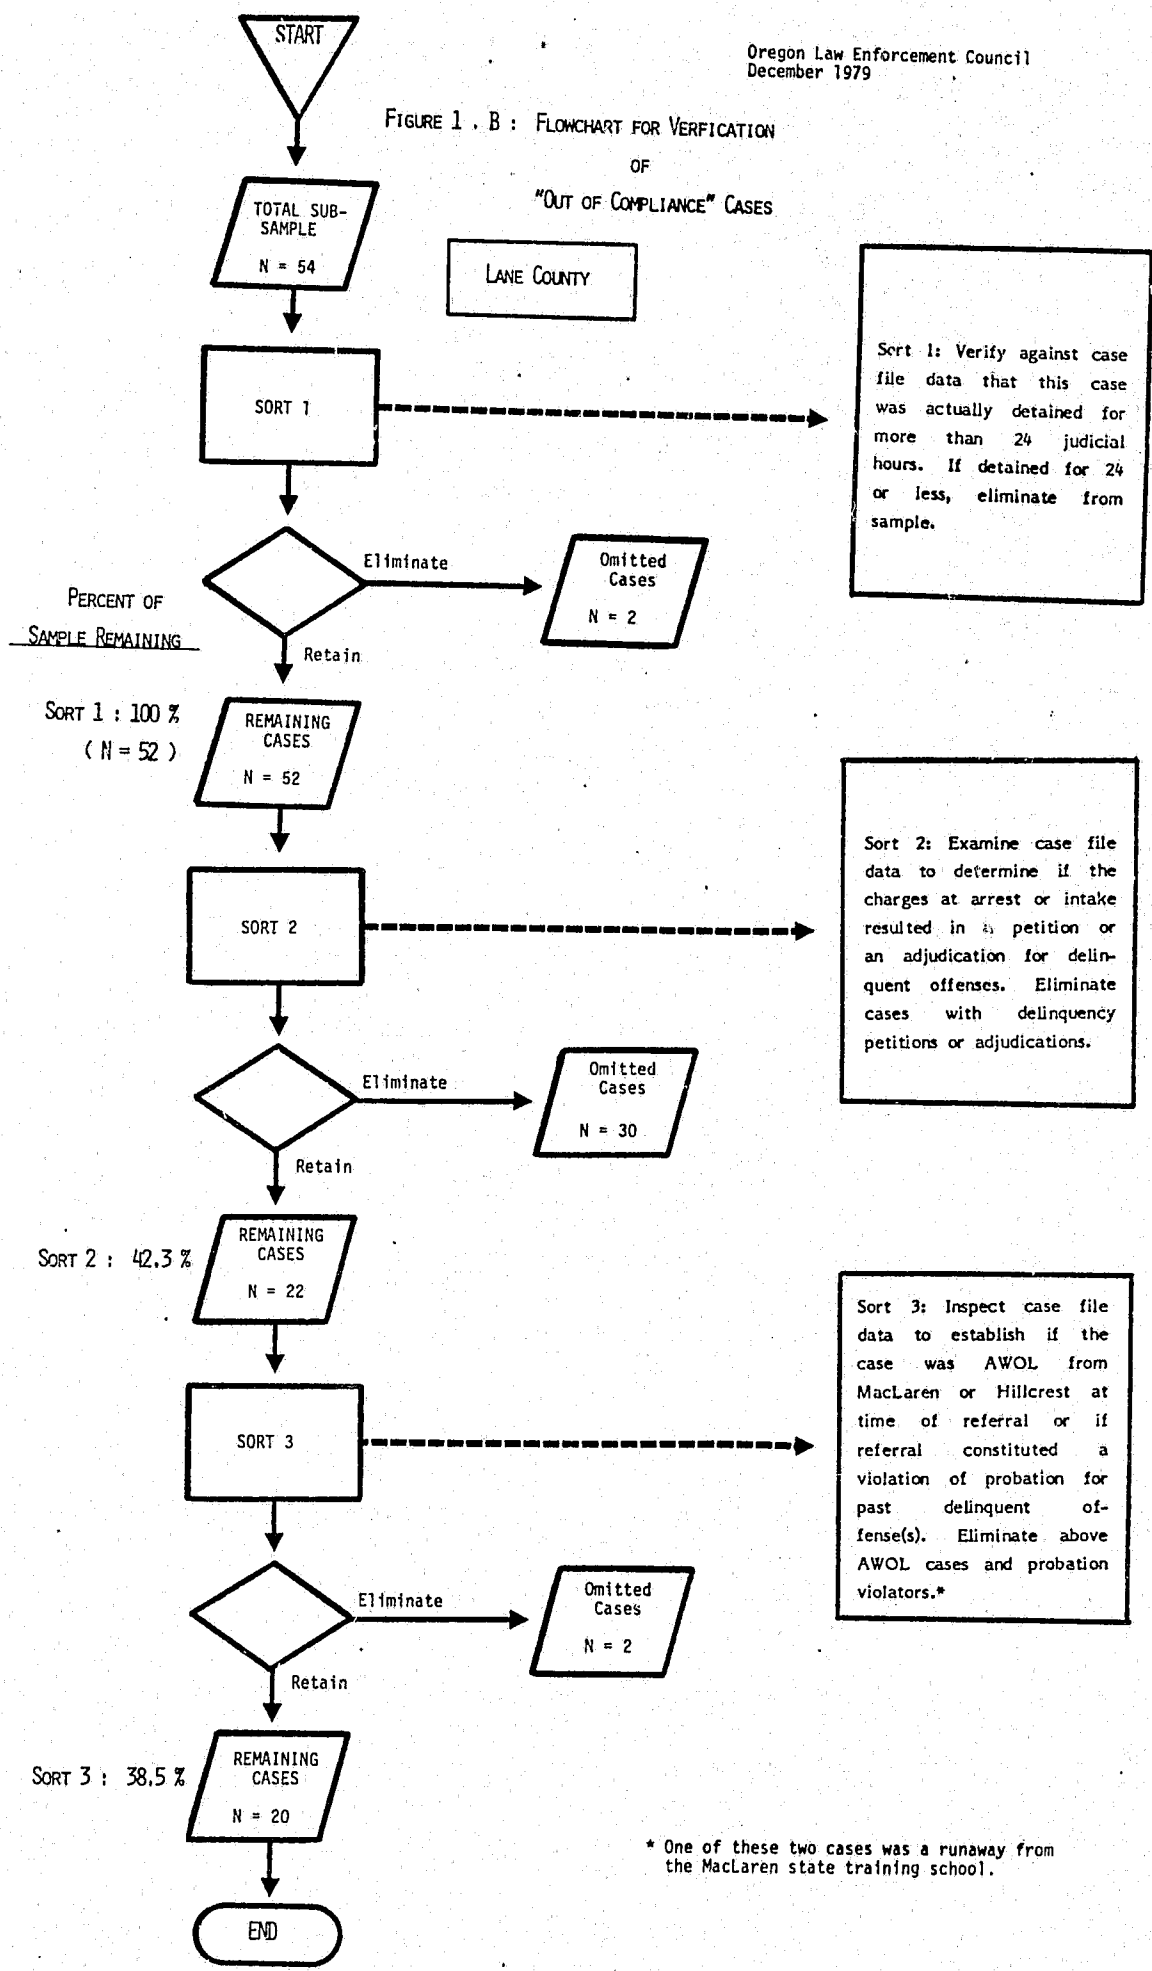 START
Oregon Law Enforcement Council
December 1979
FIGURE 1 . B : FLOWCHART FOR VERFICATION
OF
"OUT OF COMPLIANCE" CASES
TOTAL SUB-
SAMPLE
N = 54
LANE COUNTY
SORT 1
Sort 1: Verify against case
file data that this case
was actually detained for
more than 24 judicial
hours. If detained for 24
or less, eliminate from
sample.
Eliminate
Omitted
Cases
N = 2
PERCENT OF
SAMPLE REMAINING
Retain
SORT 1 : 100 %
( N = 52 )
REMAINING
CASES
N = 52
SORT 2
Sort 2: Examine case file
data to determine if the
charges at arrest or intake
resulted in a petition or
an adjudication for delin-
quent offenses. Eliminate
cases with delinquency
petitions or adjudications.
Eliminate
Omitted
Cases
N = 30
Retain
SORT 2 : 42.3 %
REMAINING
CASES
N = 22
SORT 3
Sort 3: Inspect case file
data to establish if the
case was AWOL from
MacLaren or Hillcrest at
time of referral or if
referral constituted a
violation of probation for
past delinquent of-
fense(s). Eliminate above
AWOL cases and probation
violators.*
Eliminate
Omitted
Cases
N = 2
Retain
SORT 3 : 38.5 %
REMAINING
CASES
N = 20
* One of these two cases was a runaway from
the MacLaren state training school.
END